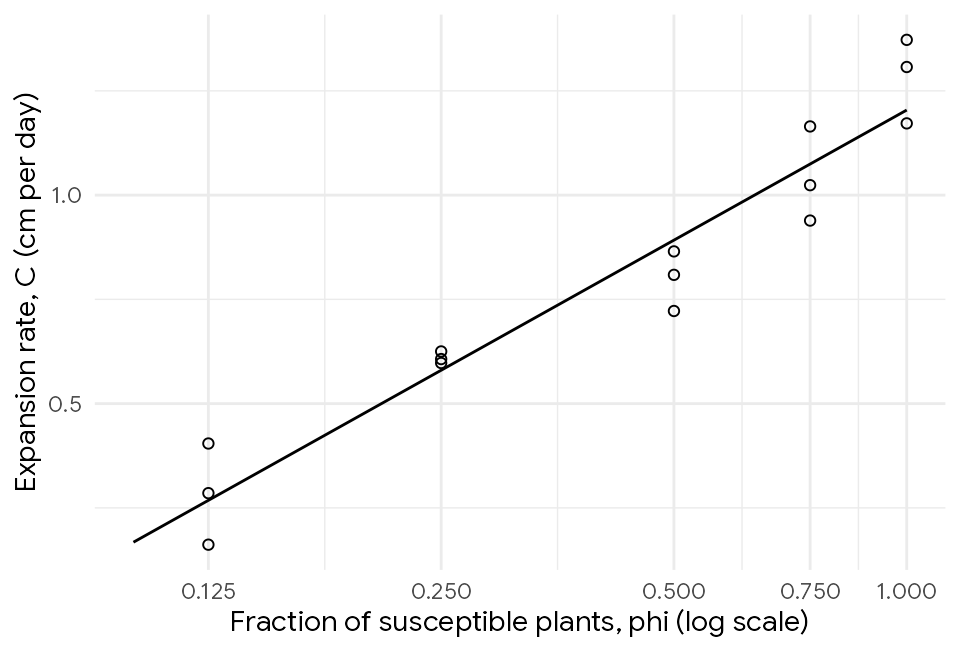 Expansion rate, C (cm per day)
1.0
0.5
0.125 0.250 0.500 0.750 1.000
Fraction of susceptible plants, phi (log scale)